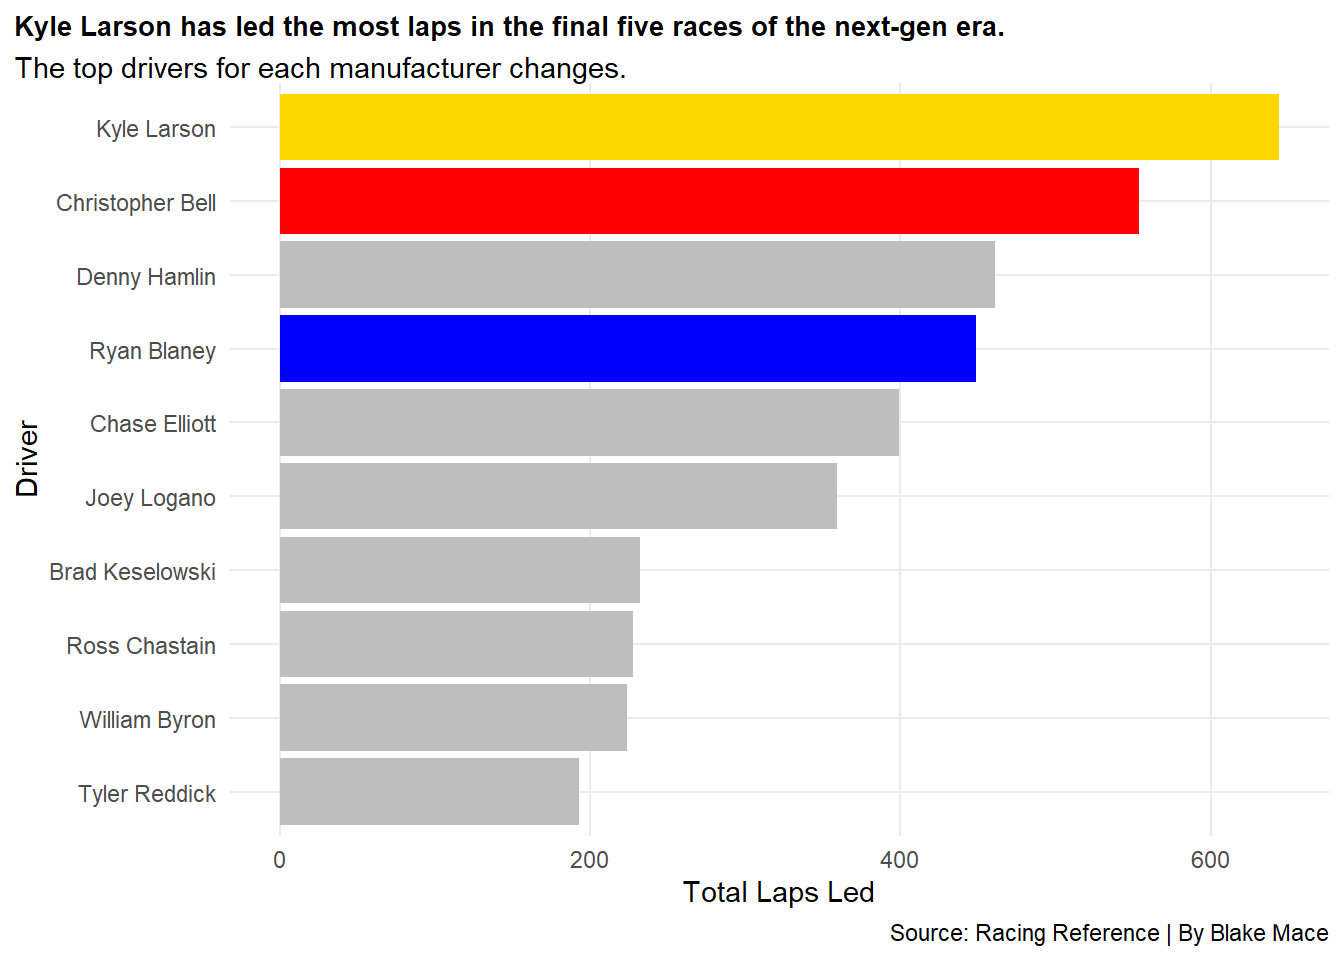 Kyle Larson has led the most laps in the final five races of the next-gen era.
The top drivers for each manufacturer changes.
Kyle Larson
Christopher Bell
Denny Hamlin
Ryan Blaney
Chase Elliott
Joey Logano
Brad Keselowski
Ross Chastain
William Byron
Tyler Reddick
Driver
0 200 400 600
Total Laps Led
Source: Racing Reference | By Blake Mace